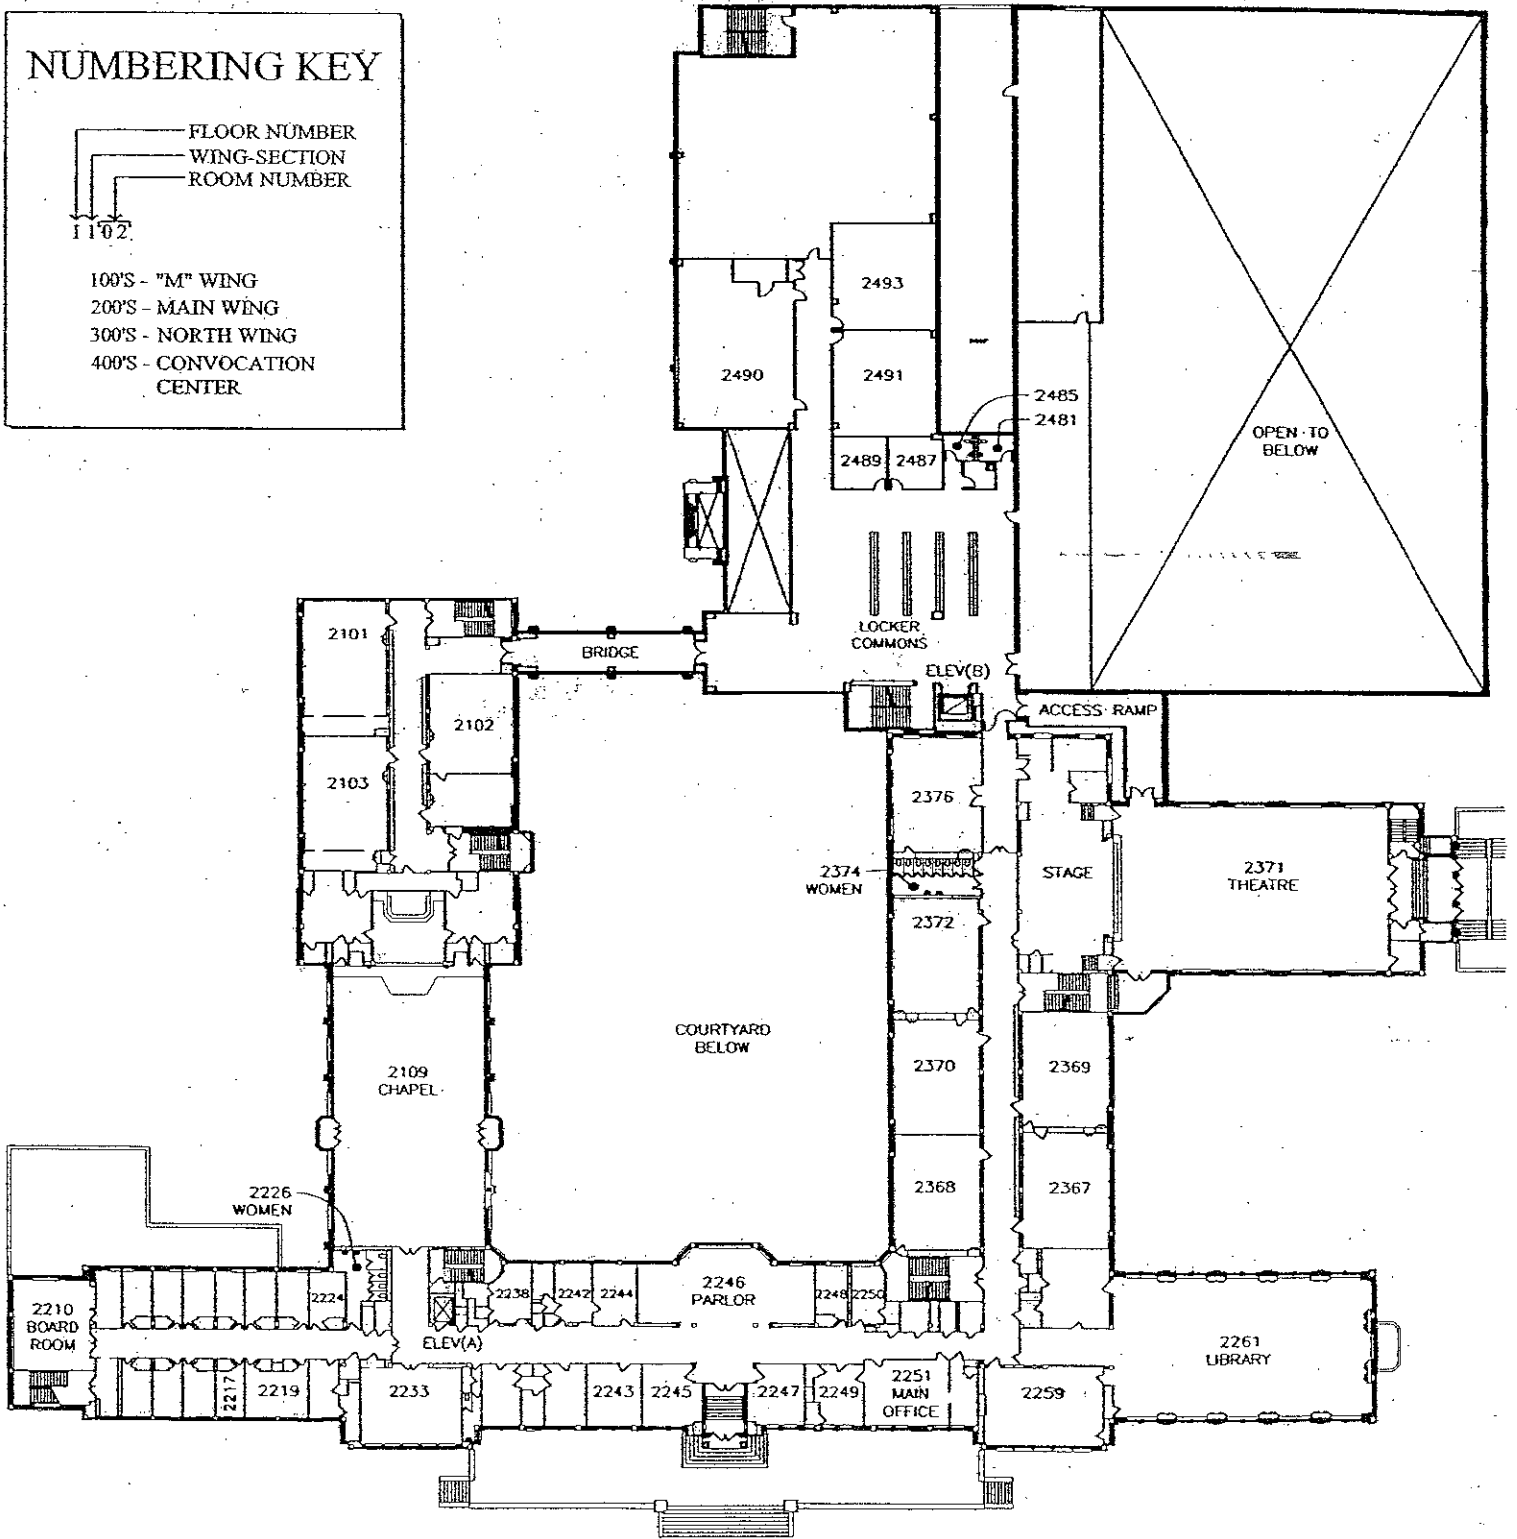 NUMBERING KEY
FLOOR NUMBER
WING-SECTION
ROOM NUMBER
1 1 0 2
100'S - "M" WING
200'S - MAIN WING
300'S - NORTH WING
400'S - CONVOCATION
CENTER
2493
2490
2491
2485
2481
2489
2487
OPEN TO
BELOW
LOCKER
COMMONS
ELEV(B)
2101
BRIDGE
2102
ACCESS RAMP
2103
2376
2374
WOMEN
STAGE
2371
THEATRE
2372
COURTYARD
BELOW
2109
CHAPEL
2370
2369
2226
WOMEN
2368
2367
2224
2238
2242
2244
2246
PARLOR
2248
2250
2210
BOARD
ROOM
ELEV(A)
2261
LIBRARY
2217
2219
2233
2243
2245
2247
2249
2251
MAIN
OFFICE
2259